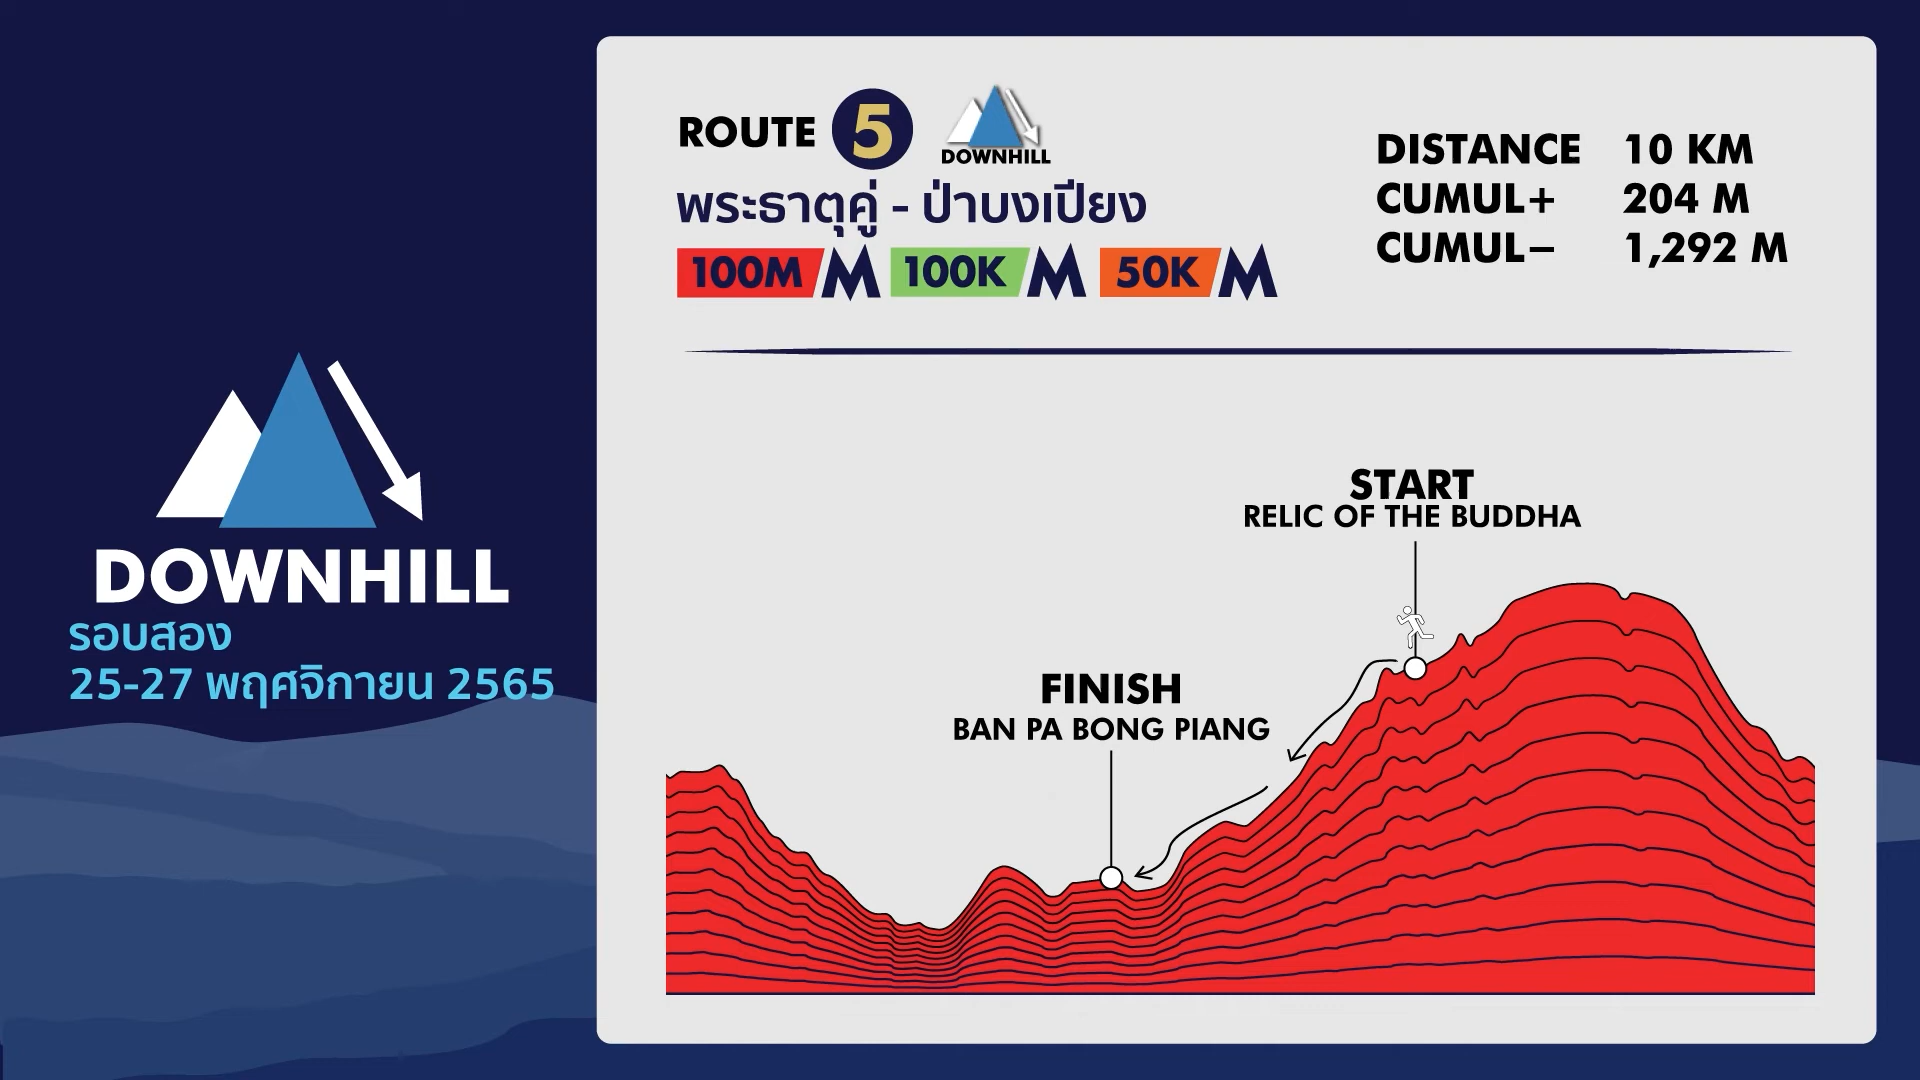 ROUTE 5 DOWNHILL
พระธาตุคู่ - ป่าบงเปียง
100M M 100K M 50K M
DISTANCE 10 KM
CUMUL+ 204 M
CUMUL− 1,292 M
DOWNHILL
รอบสอง
25-27 พฤศจิกายน 2565
START
RELIC OF THE BUDDHA
FINISH
BAN PA BONG PIANG